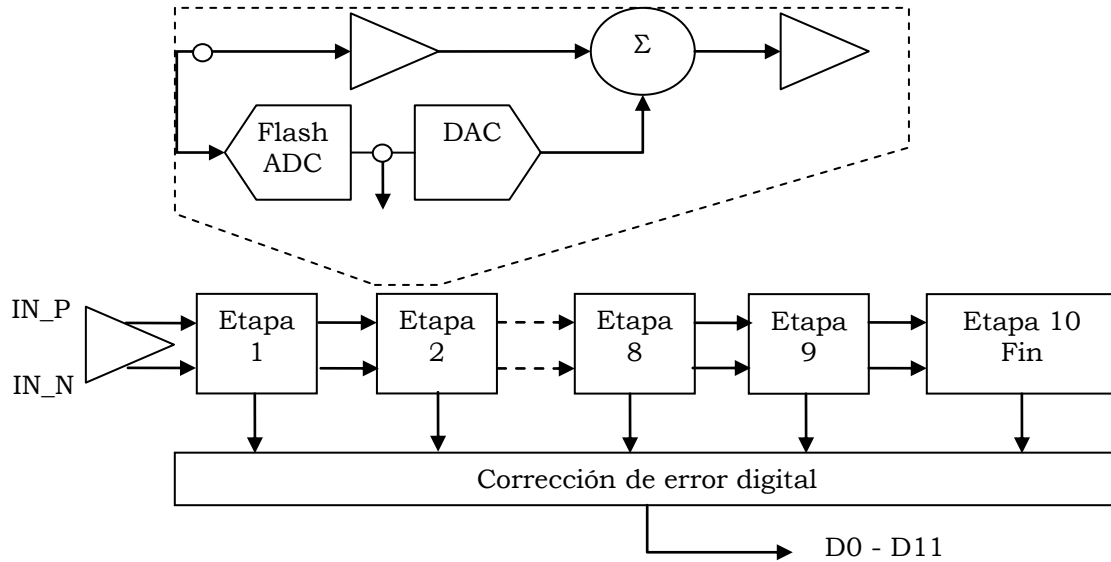 Σ
Flash
ADC
DAC
IN_P
IN_N
Etapa
1
Etapa
2
Etapa
8
Etapa
9
Etapa 10
Fin
Corrección de error digital
D0 - D11